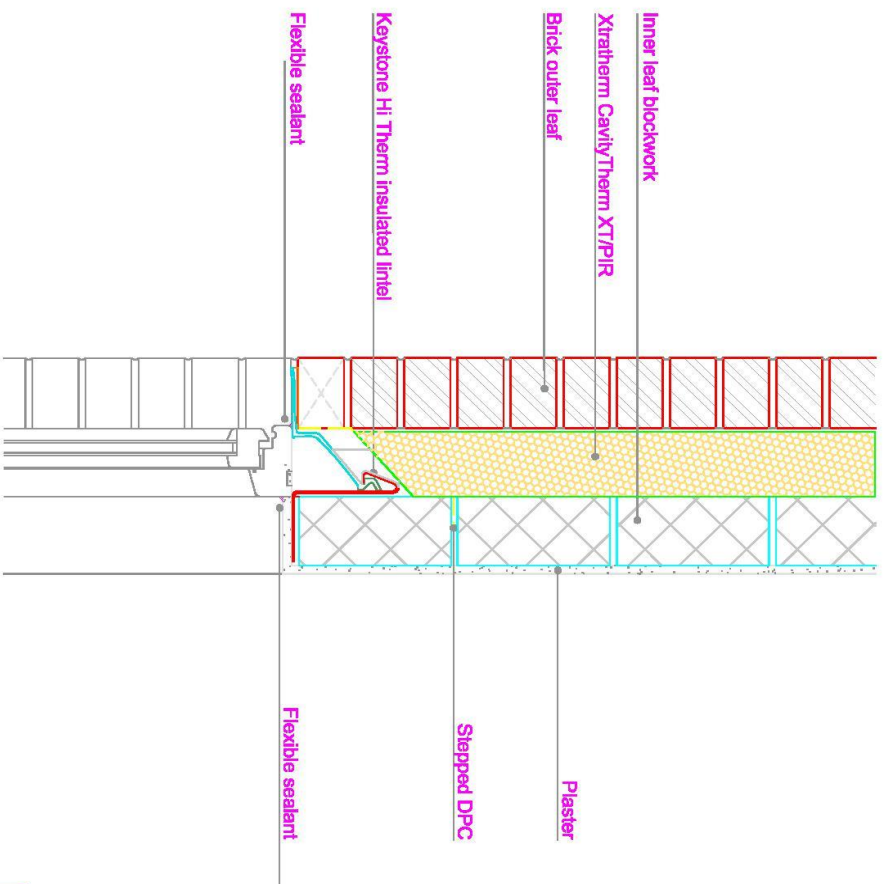 Inner leaf blockwork
Xtratherm CavityTherm XT/PIR
Brick outer leaf
Keystone Hi Therm insulated lintel
Flexible sealant
Plaster
Stepped DPC
Flexible sealant